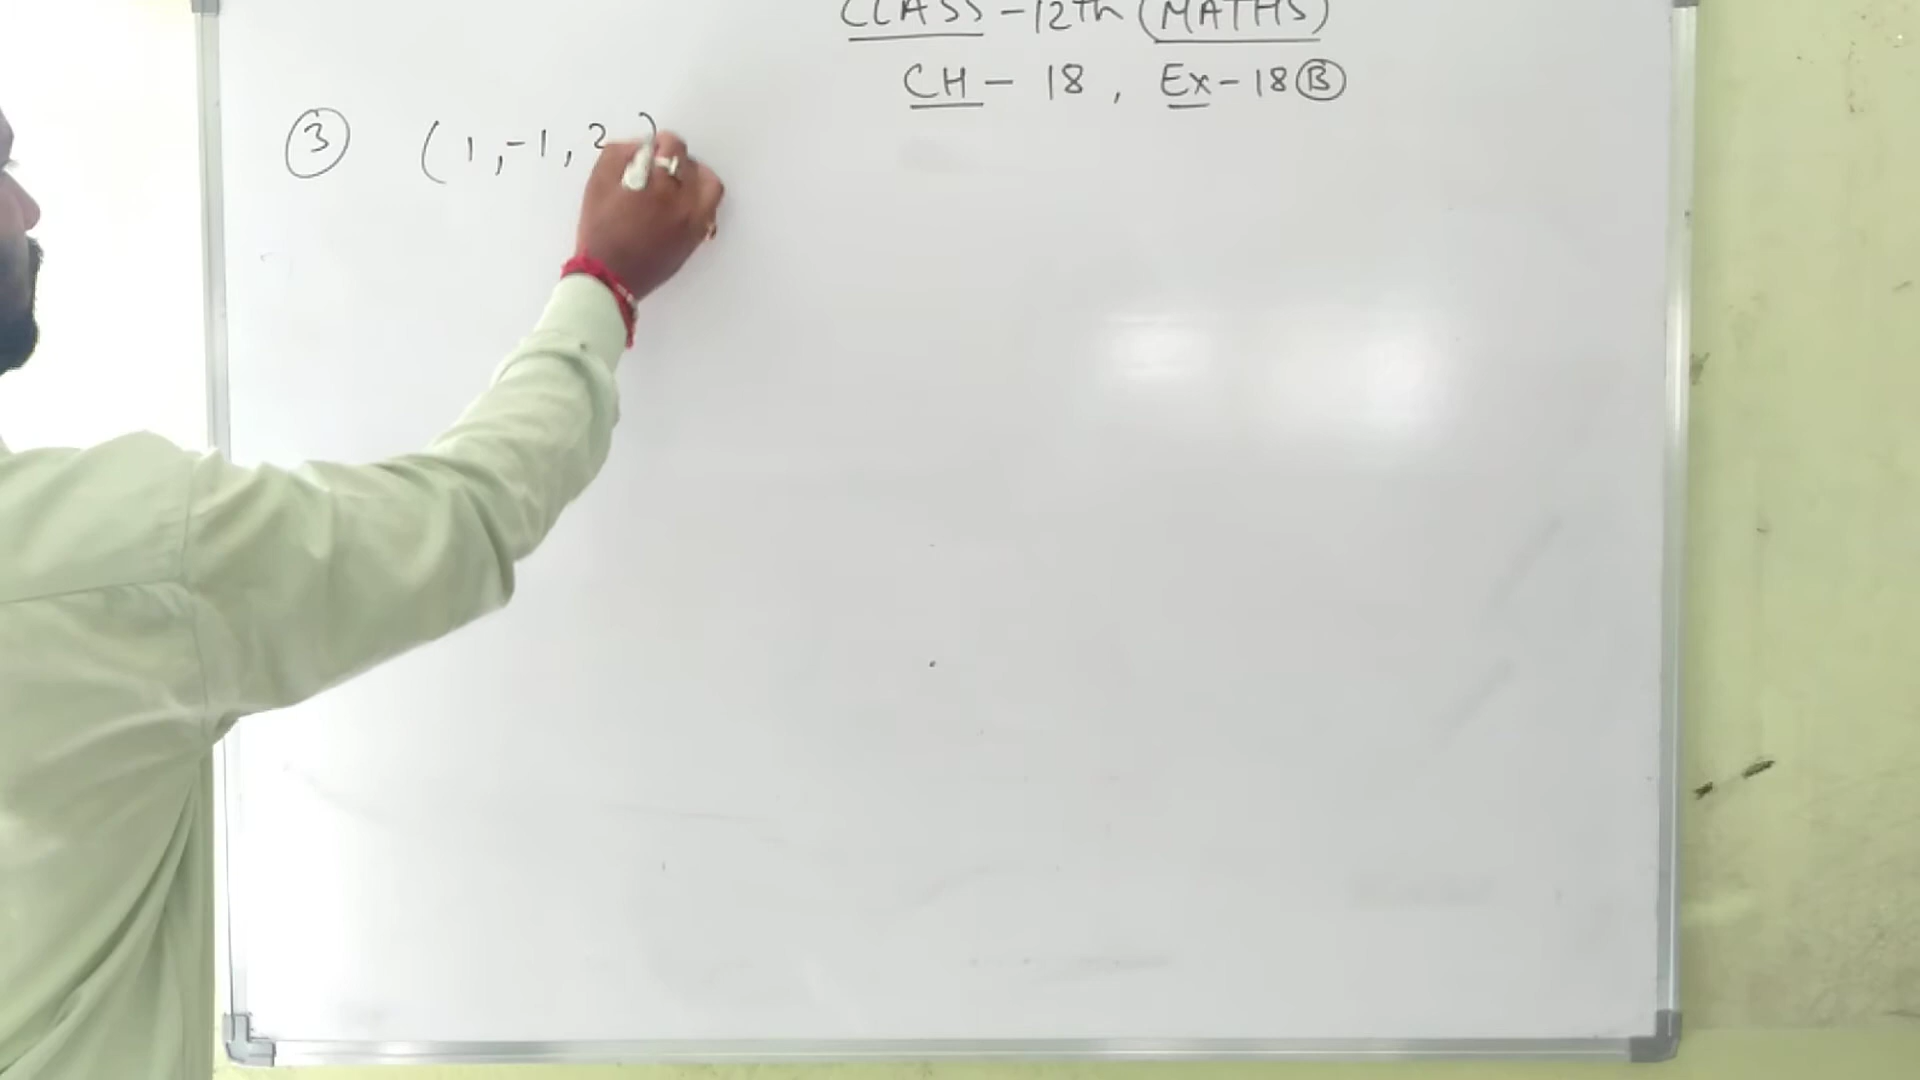 CLASS - 12th (MATHS)
CH - 18 , Ex - 18 B
3 ( 1 , -1 , 2 )